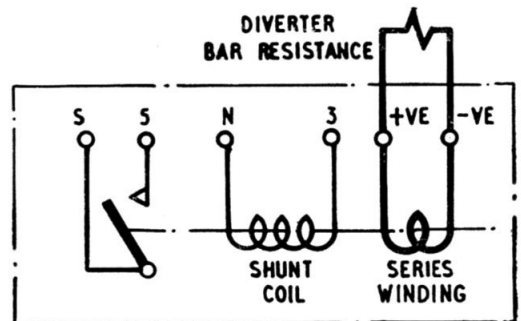 DIVERTER
BAR RESISTANCE
S 5 N 3 +VE -VE
SHUNT
COIL
SERIES
WINDING